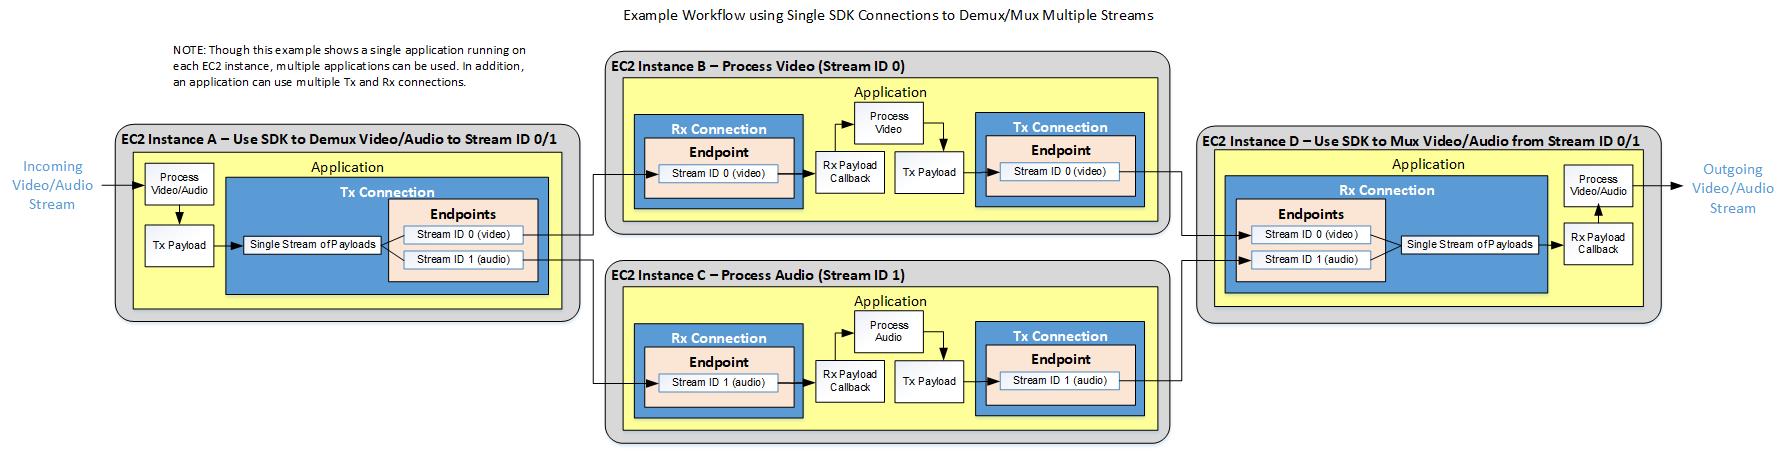 Example Workflow using Single SDK Connections to Demux/Mux Multiple Streams
NOTE: Though this example shows a single application running on
each EC2 instance, multiple applications can be used. In addition,
an application can use multiple Tx and Rx connections.
Incoming
Video/Audio
Stream
EC2 Instance A – Use SDK to Demux Video/Audio to Stream ID 0/1
Application
Process
Video/Audio
Tx Payload
Tx Connection
Single Stream of Payloads
Endpoints
Stream ID 0 (video)
Stream ID 1 (audio)
EC2 Instance B – Process Video (Stream ID 0)
Application
Rx Connection
Endpoint
Stream ID 0 (video)
Rx Payload
Callback
Process
Video
Tx Payload
Tx Connection
Endpoint
Stream ID 0 (video)
EC2 Instance C – Process Audio (Stream ID 1)
Application
Rx Connection
Endpoint
Stream ID 1 (audio)
Rx Payload
Callback
Process
Audio
Tx Payload
Tx Connection
Endpoint
Stream ID 1 (audio)
EC2 Instance D – Use SDK to Mux Video/Audio from Stream ID 0/1
Application
Rx Connection
Endpoints
Stream ID 0 (video)
Stream ID 1 (audio)
Single Stream of Payloads
Rx Payload
Callback
Process
Video/Audio
Outgoing
Video/Audio
Stream